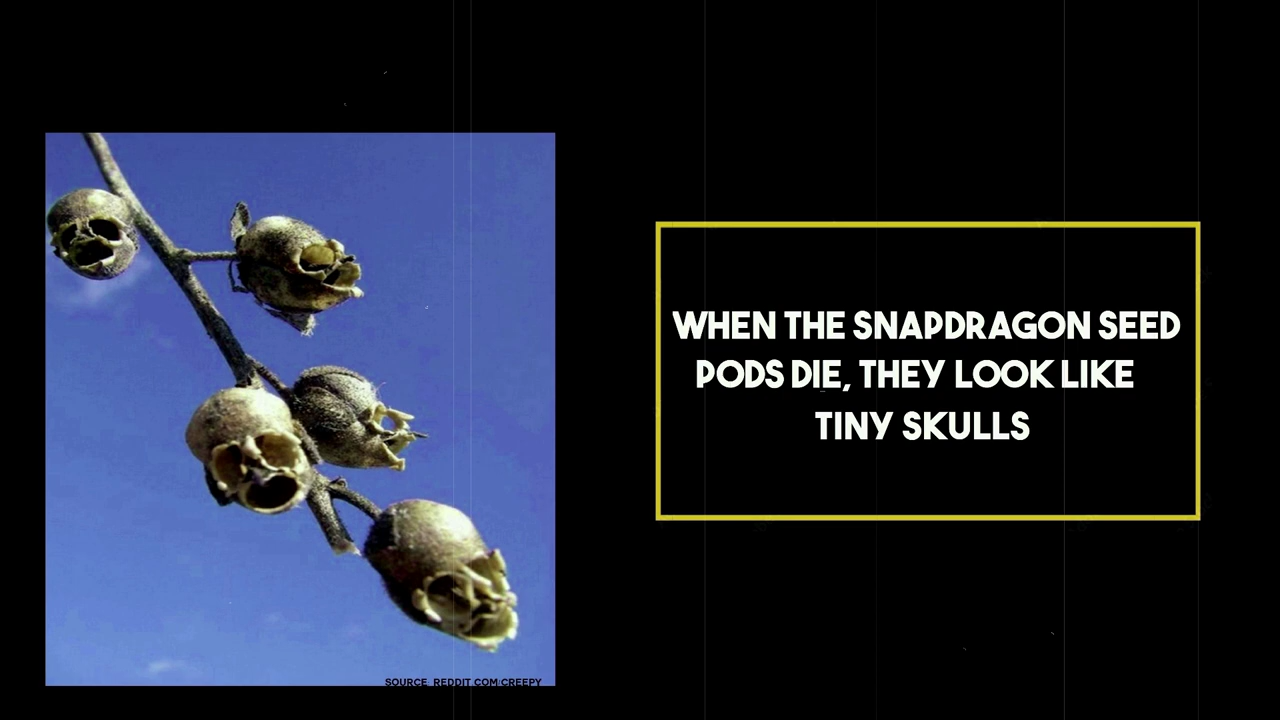 WHEN THE SNAPDRAGON SEED
PODS DIE, THEY LOOK LIKE
TINY SKULLS
SOURCE: REDDIT.COM/CREEPY